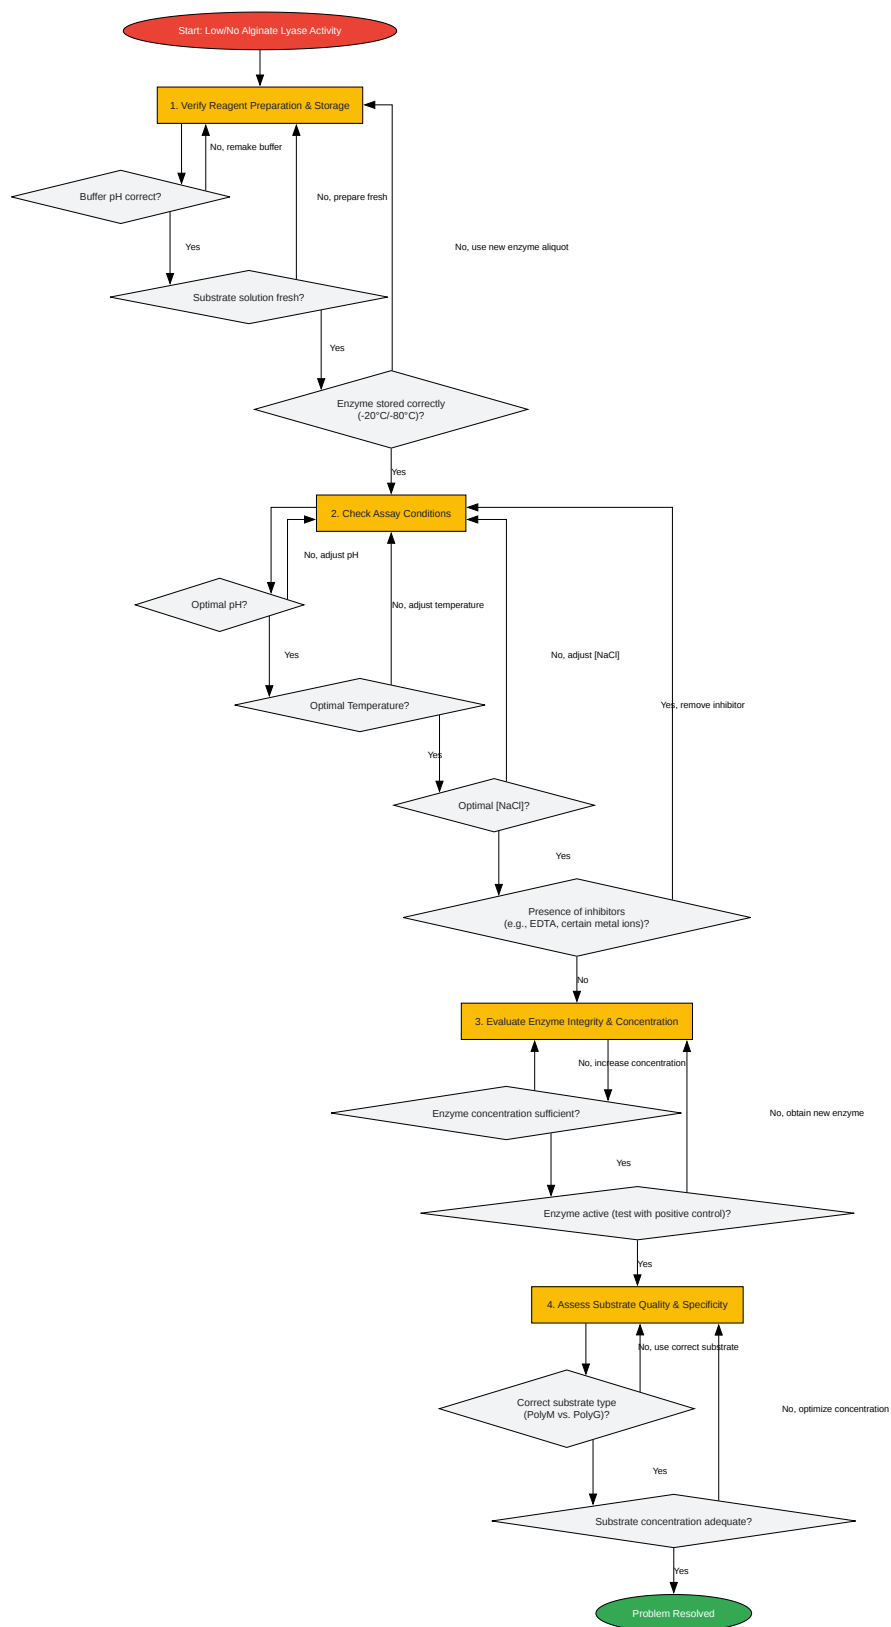 Start: Low/No Alginate Lyase Activity
1. Verify Reagent Preparation & Storage
No, remake buffer
Buffer pH correct?
No, prepare fresh
Yes
No, use new enzyme aliquot
Substrate solution fresh?
Yes
Enzyme stored correctly
(-20°C/-80°C)?
Yes
2. Check Assay Conditions
No, adjust pH
Optimal pH?
No, adjust temperature
Yes
No, adjust [NaCl]
Optimal Temperature?
Yes, remove inhibitor
Yes
Optimal [NaCl]?
Yes
Presence of inhibitors
(e.g., EDTA, certain metal ions)?
No
3. Evaluate Enzyme Integrity & Concentration
No, increase concentration
Enzyme concentration sufficient?
No, obtain new enzyme
Yes
Enzyme active (test with positive control)?
Yes
4. Assess Substrate Quality & Specificity
No, use correct substrate
Correct substrate type
(PolyM vs. PolyG)?
No, optimize concentration
Yes
Substrate concentration adequate?
Yes
Problem Resolved